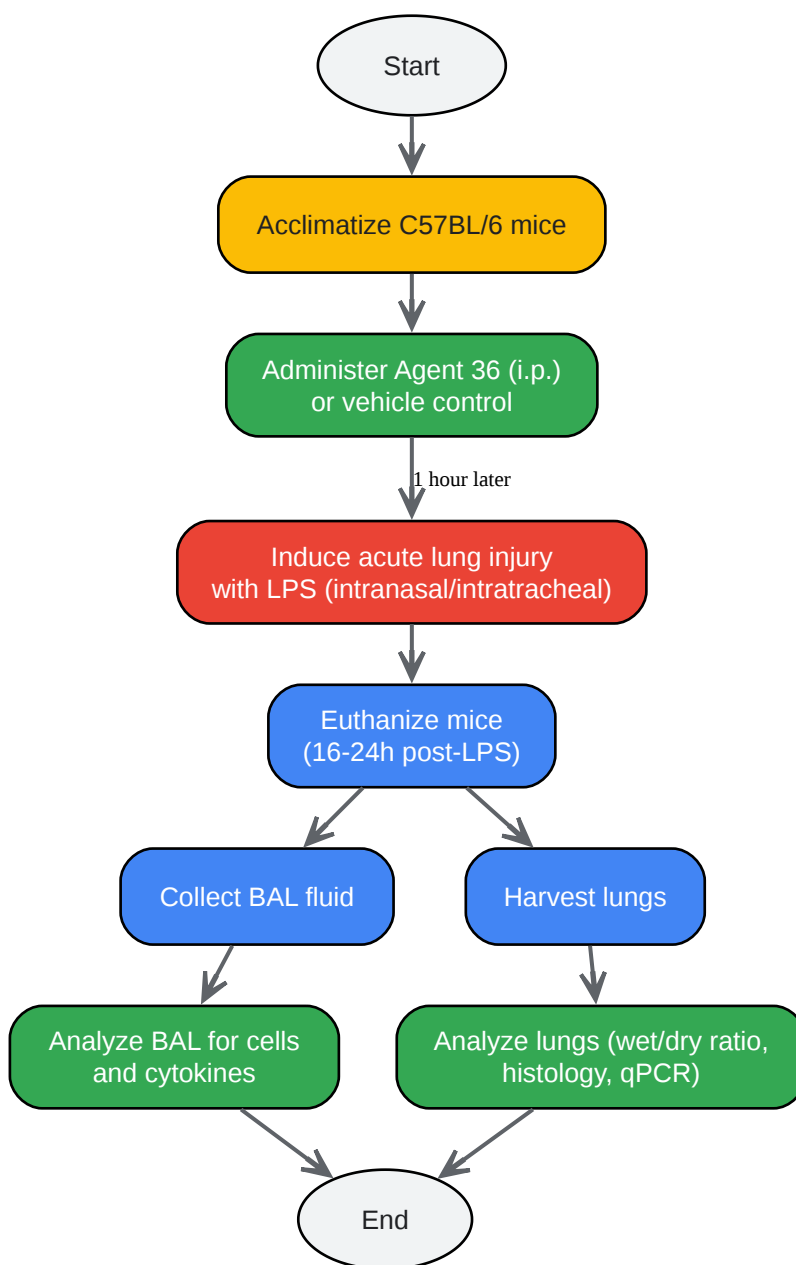 Start
Acclimatize C57BL/6 mice
Administer Agent 36 (i.p.)
or vehicle control
1 hour later
Induce acute lung injury
with LPS (intranasal/intratracheal)
Euthanize mice
(16-24h post-LPS)
Collect BAL fluid
Harvest lungs
Analyze BAL for cells
and cytokines
Analyze lungs (wet/dry ratio,
histology, qPCR)
End